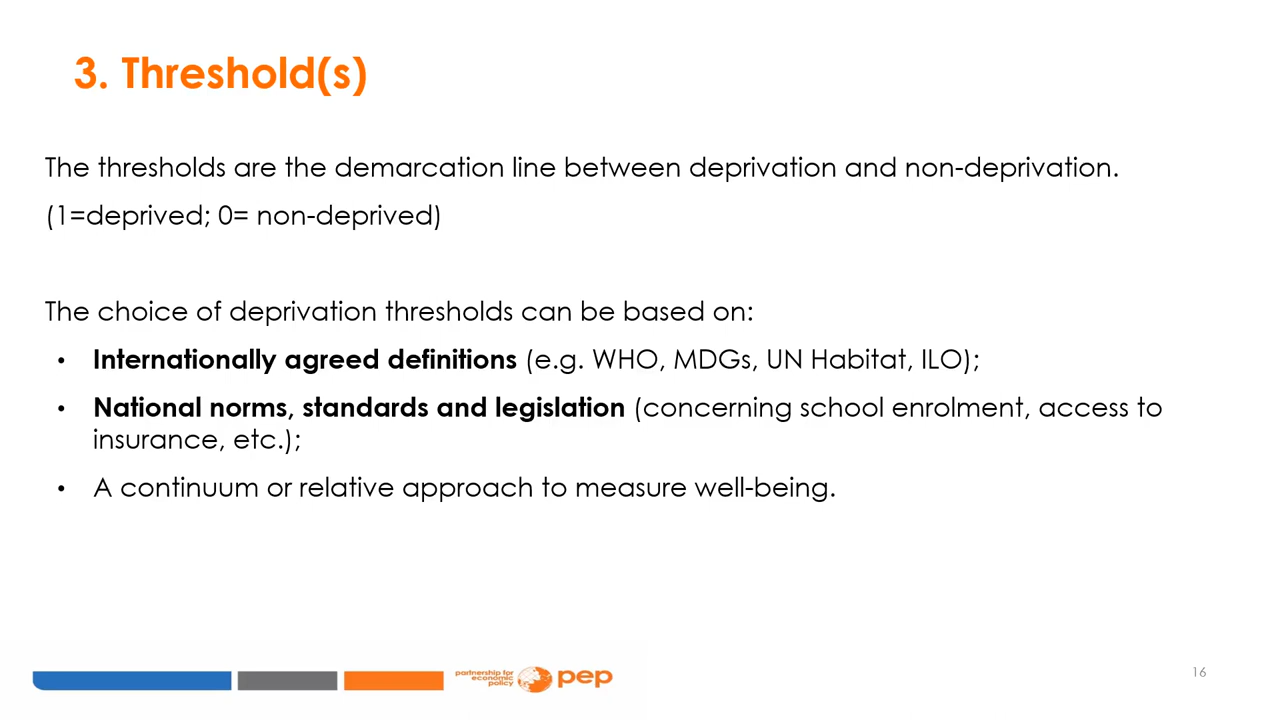 3. Threshold(s)
The thresholds are the demarcation line between deprivation and non-deprivation.
(1=deprived; 0= non-deprived)
The choice of deprivation thresholds can be based on:
• Internationally agreed definitions (e.g. WHO, MDGs, UN Habitat, ILO);
• National norms, standards and legislation (concerning school enrolment, access to
insurance, etc.);
• A continuum or relative approach to measure well-being.
partnership for
economic
policy
pep
16